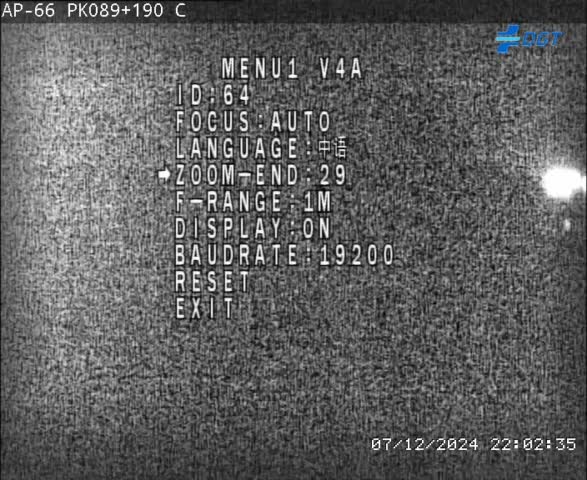 AP-66 PK089+190 C
DGT
MENU1 V4A
ID:64
FOCUS:AUTO
LANGUAGE:中语
ZOOM-END:29
F-RANGE:1M
DISPLAY:ON
BAUDRATE:19200
RESET
EXIT
07/12/2024 22:02:35